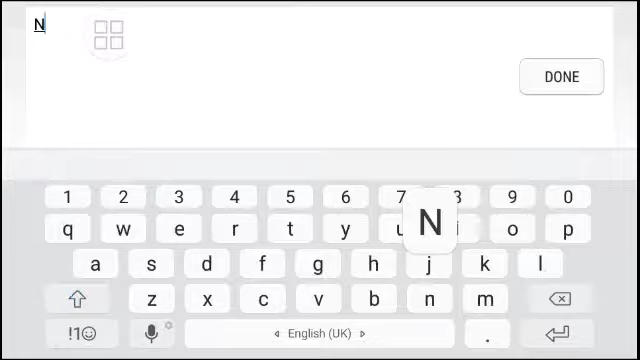 N
DONE
1 2 3 4 5 6 7 8 9 0
q w e r t y u N i o p
a s d f g h j k l
z x c v b n m
!1☺ English (UK) .